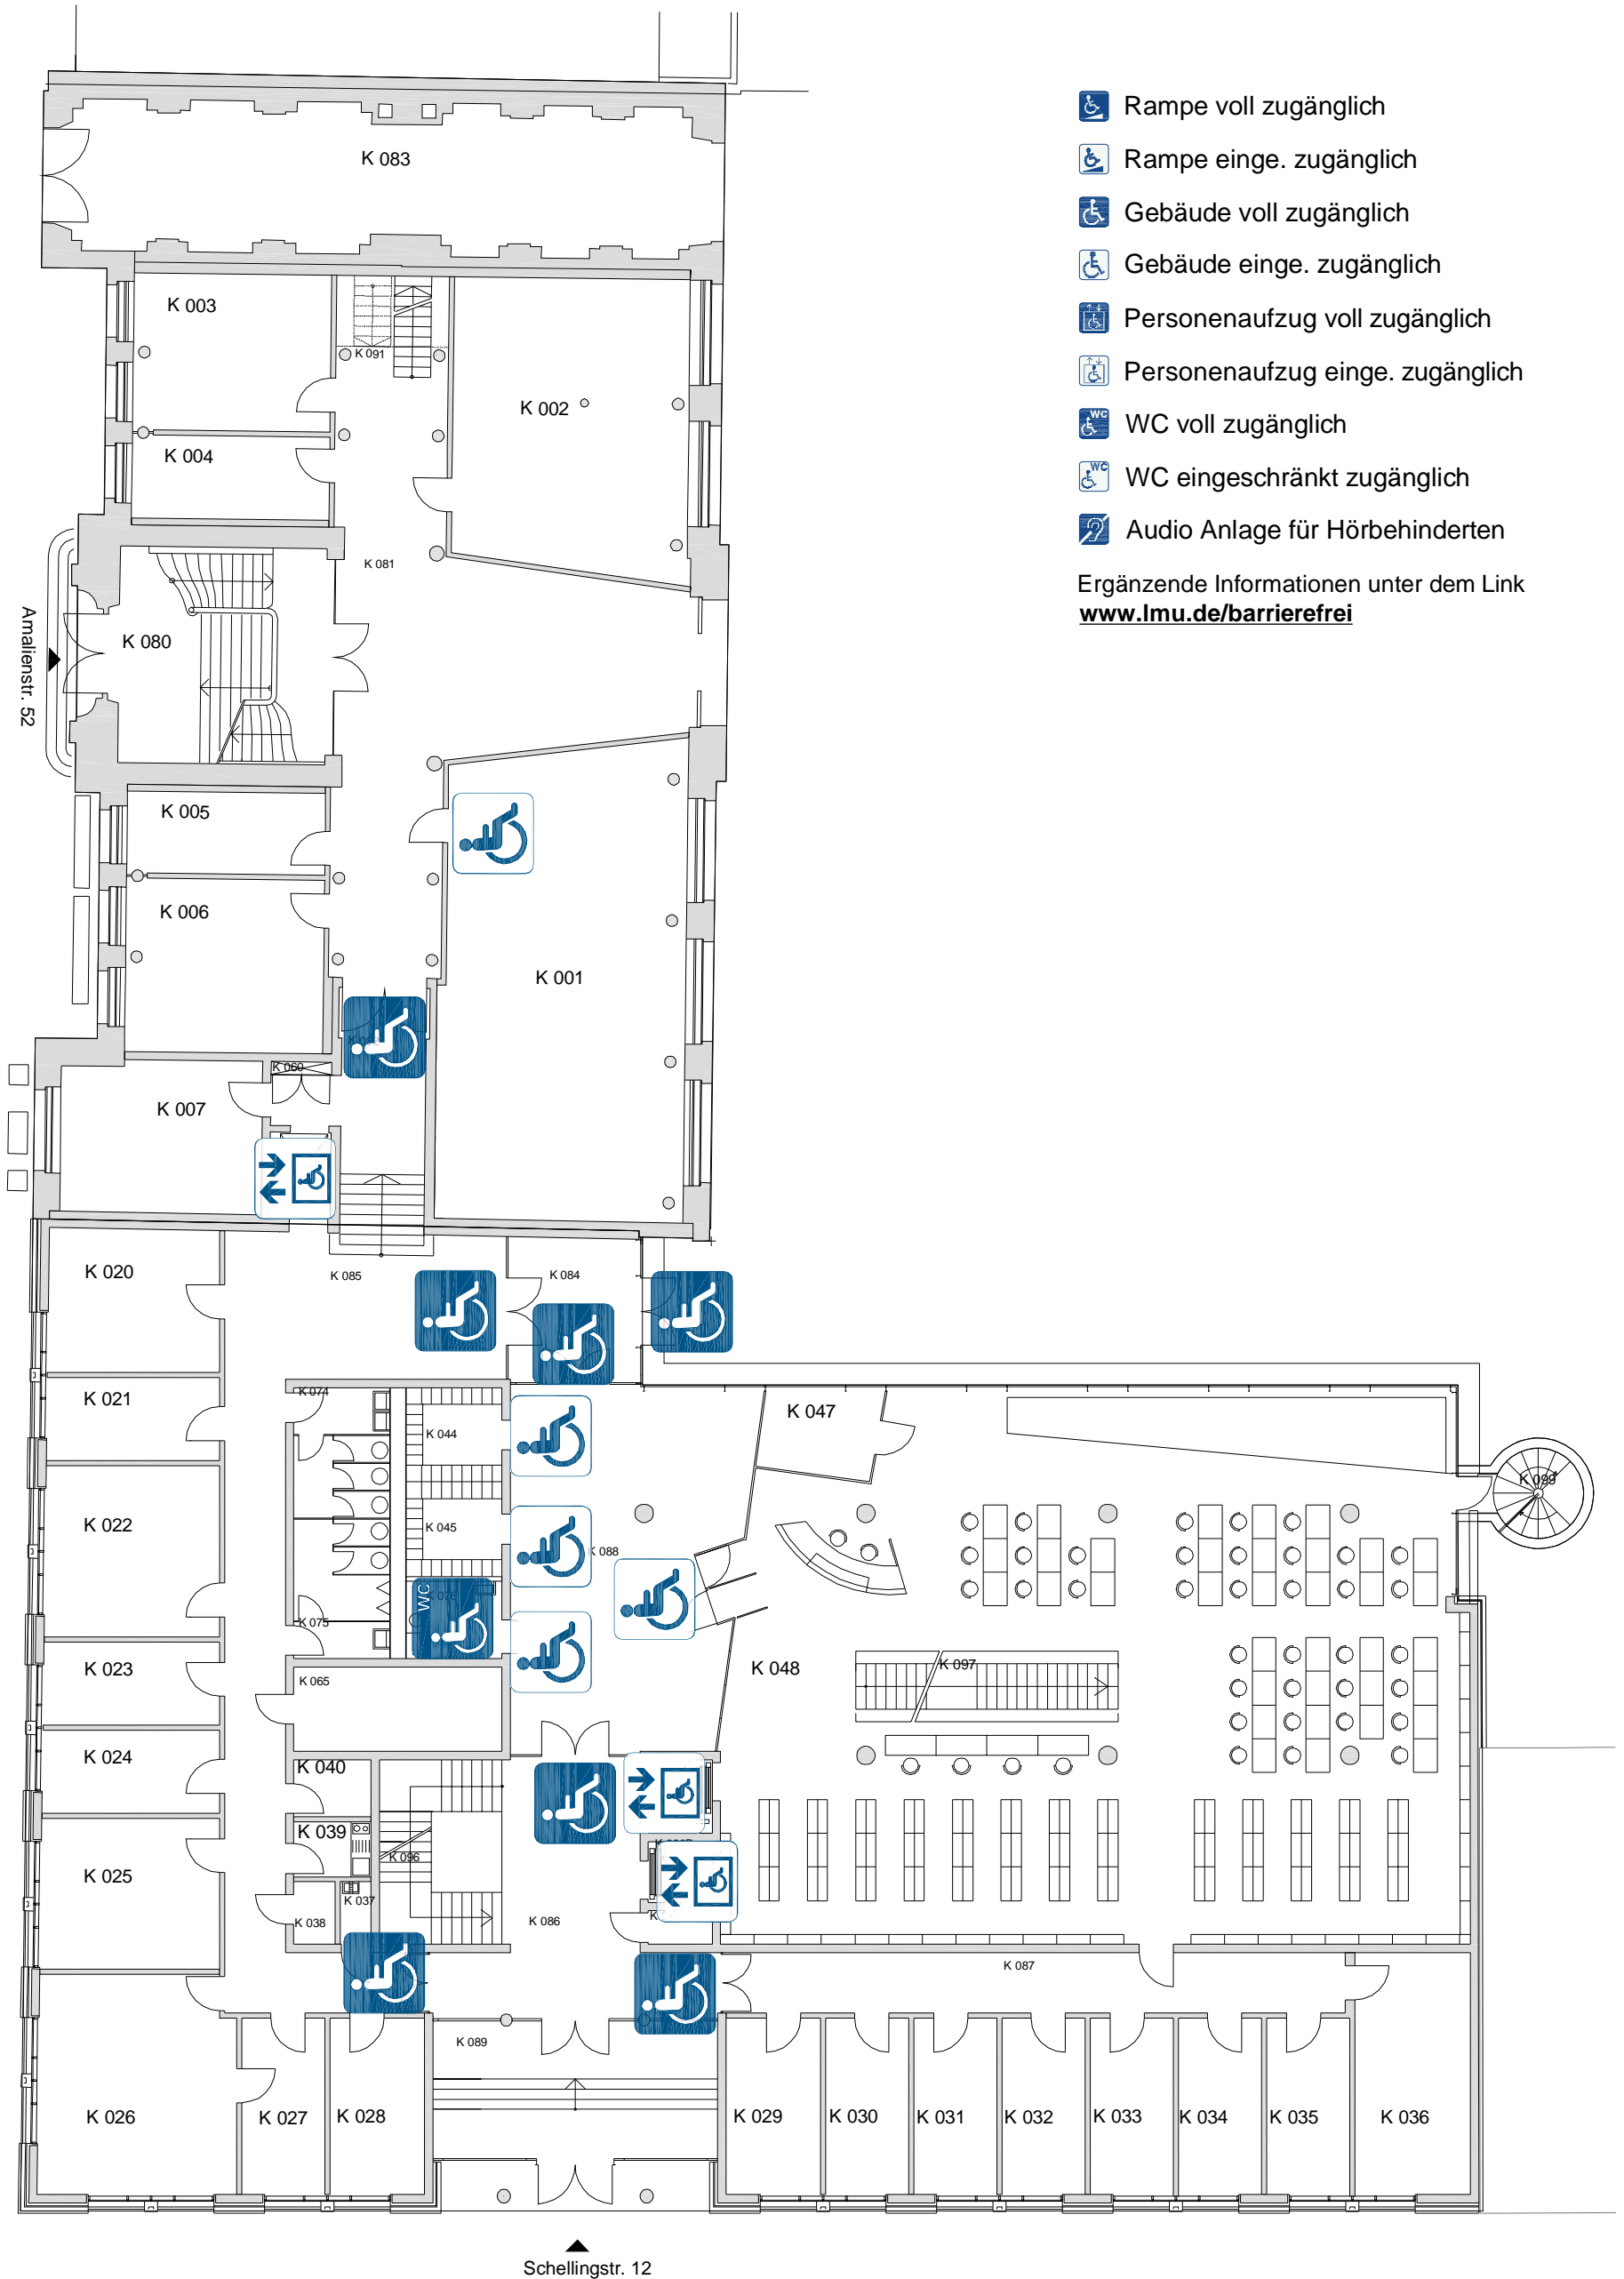 Rampe voll zugänglich
Rampe einge. zugänglich
Gebäude voll zugänglich
Gebäude einge. zugänglich
Personenaufzug voll zugänglich
Personenaufzug einge. zugänglich
WC
WC voll zugänglich
WC
WC eingeschränkt zugänglich
Audio Anlage für Hörbehinderten
Ergänzende Informationen unter dem Link
www.lmu.de/barrierefrei
K 083
K 003
K 091
K 002
K 004
K 081
K 080
Amalienstr. 52
K 005
K 006
K 001
K 060
K 007
K 020
K 085
K 084
K 074
K 021
K 044
K 047
K 099
K 022
K 045
K 088
WC
K 076
K 075
K 023
K 065
K 048
K 097
K 024
K 040
K 039
K 096
K 025
K 037
K 038
K 086
K 087
K 089
K 026
K 027
K 028
K 029
K 030
K 031
K 032
K 033
K 034
K 035
K 036
Schellingstr. 12